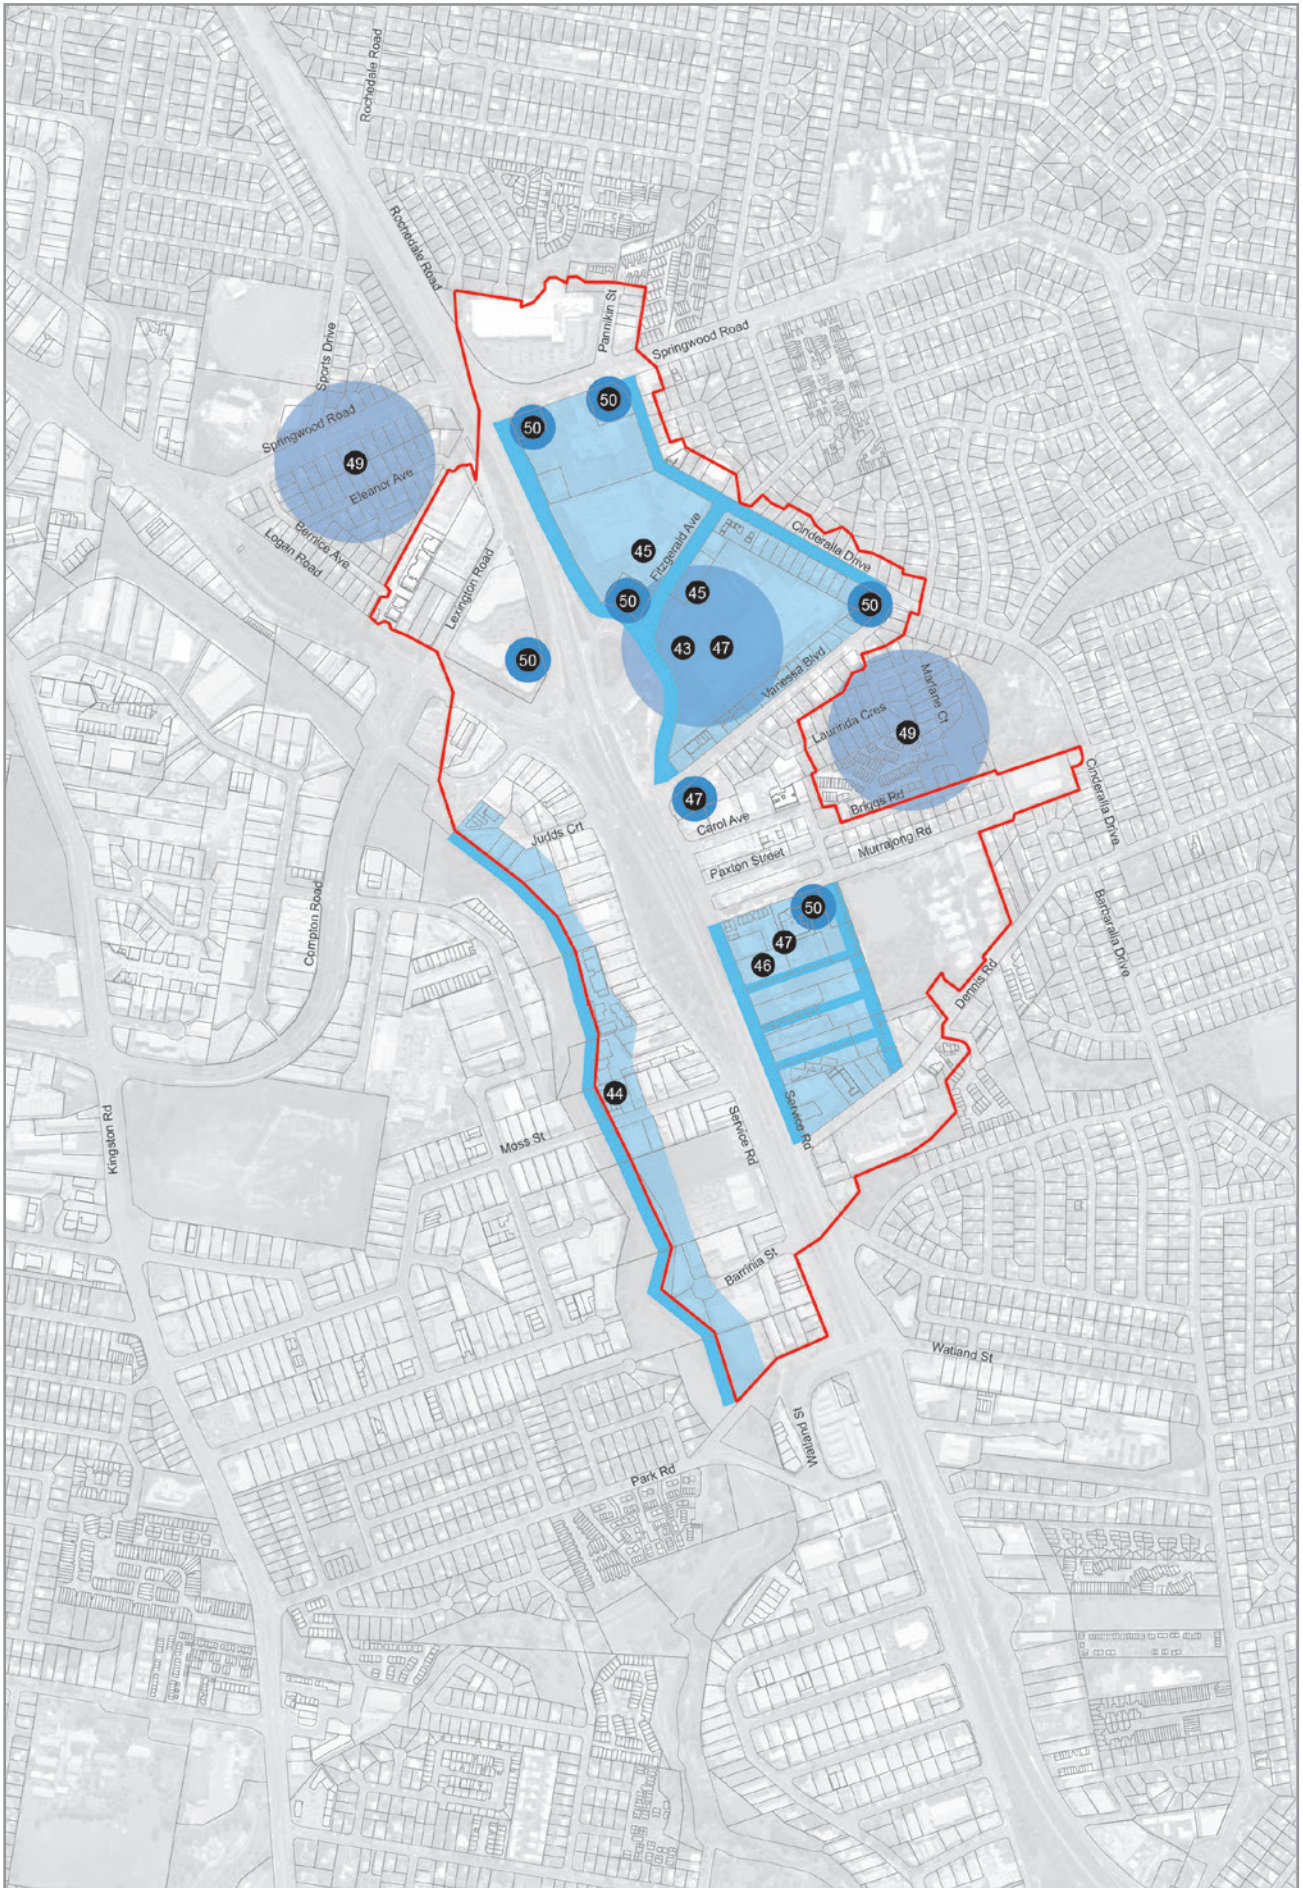 Rochedale Road
Rochedale Road
Pannikin St
Springwood Road
Sports Drive
50
50
Springwood Road
49
Eleanor Ave
Bernice Ave
Logan Road
Cinderalla Drive
Fitzgerald Ave
45
45
Lexington Road
50
50
43
47
50
Vanessa Blvd
Marlane Ct
Laurinda Cres
49
Cinderalla Drive
47
Briggs Rd
Carol Ave
Judds Crt
Murrajong Rd
Paxton Street
Compton Road
50
Barbaralla Drive
47
46
Dennis Rd
44
Service Rd
Service Rd
Kingston Rd
Moss St
Barrinia St
Watland St
Watland St
Park Rd